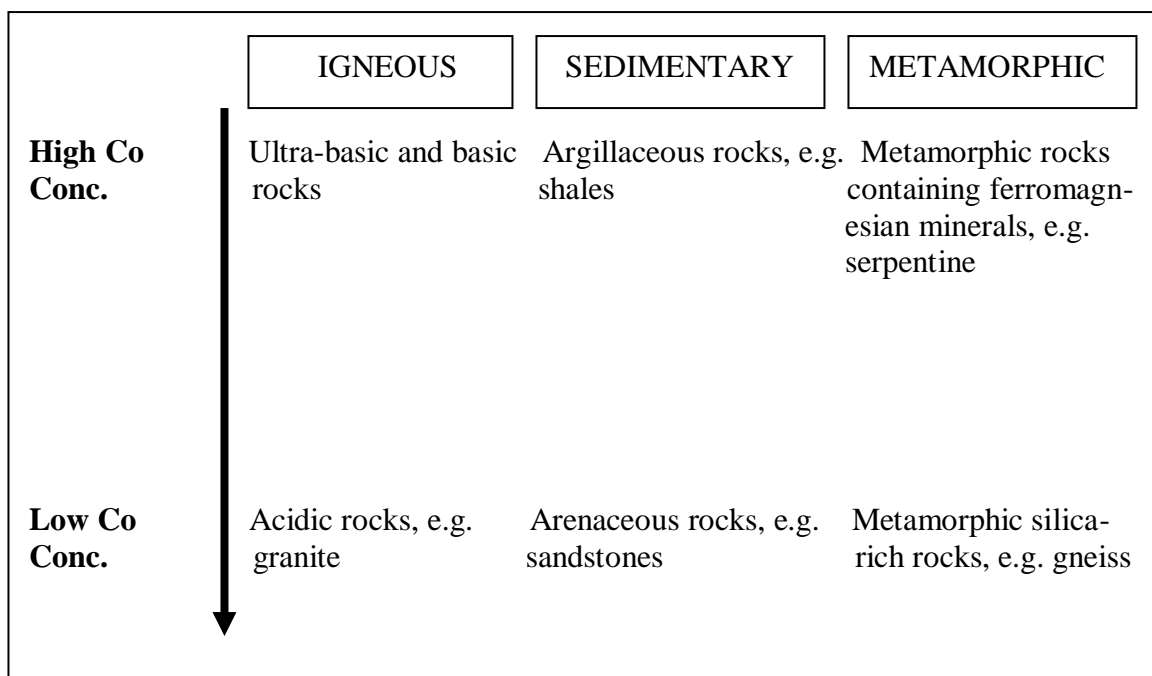 IGNEOUS SEDIMENTARY METAMORPHIC
High Co Ultra-basic and basic Argillaceous rocks, e.g. Metamorphic rocks
Conc. rocks shales containing ferromagn-
esian minerals, e.g.
serpentine
Low Co Acidic rocks, e.g. Arenaceous rocks, e.g. Metamorphic silica-
Conc. granite sandstones rich rocks, e.g. gneiss